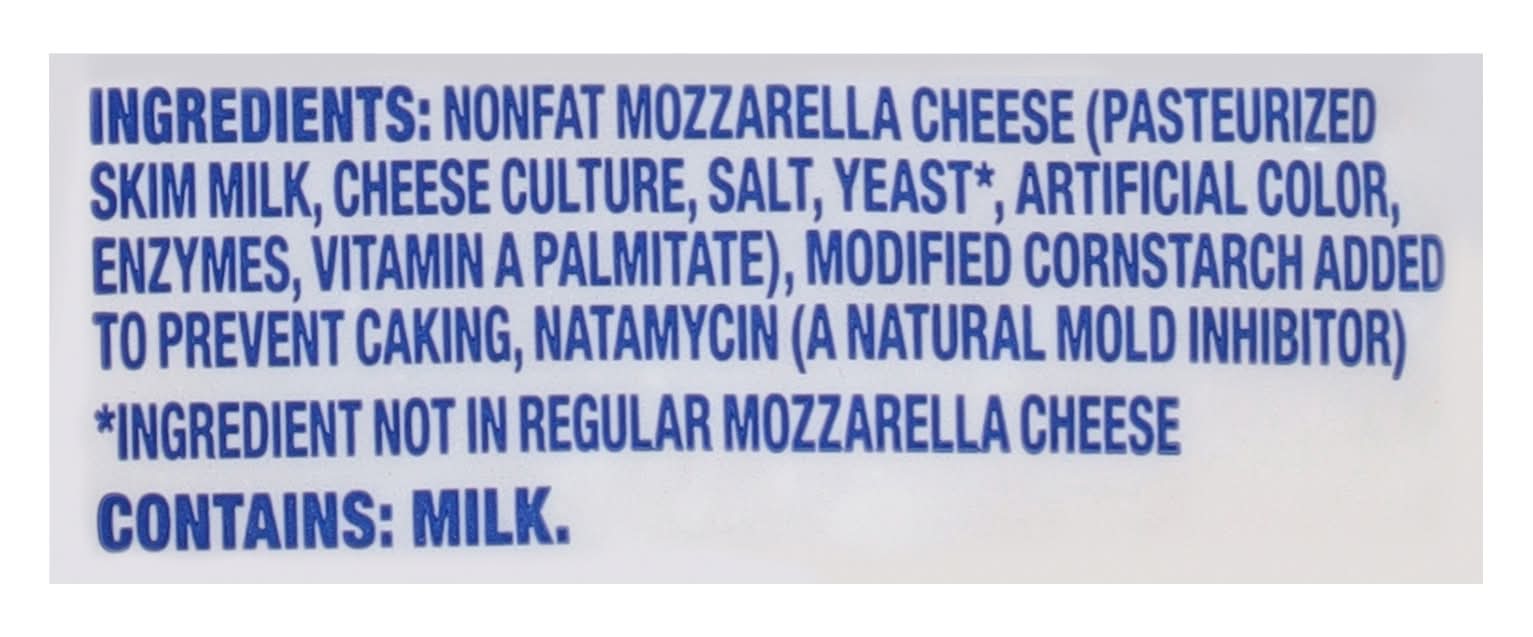 INGREDIENTS: NONFAT MOZZARELLA CHEESE (PASTEURIZED
SKIM MILK, CHEESE CULTURE, SALT, YEAST*, ARTIFICIAL COLOR,
ENZYMES, VITAMIN A PALMITATE), MODIFIED CORNSTARCH ADDED
TO PREVENT CAKING, NATAMYCIN (A NATURAL MOLD INHIBITOR)
*INGREDIENT NOT IN REGULAR MOZZARELLA CHEESE
CONTAINS: MILK.